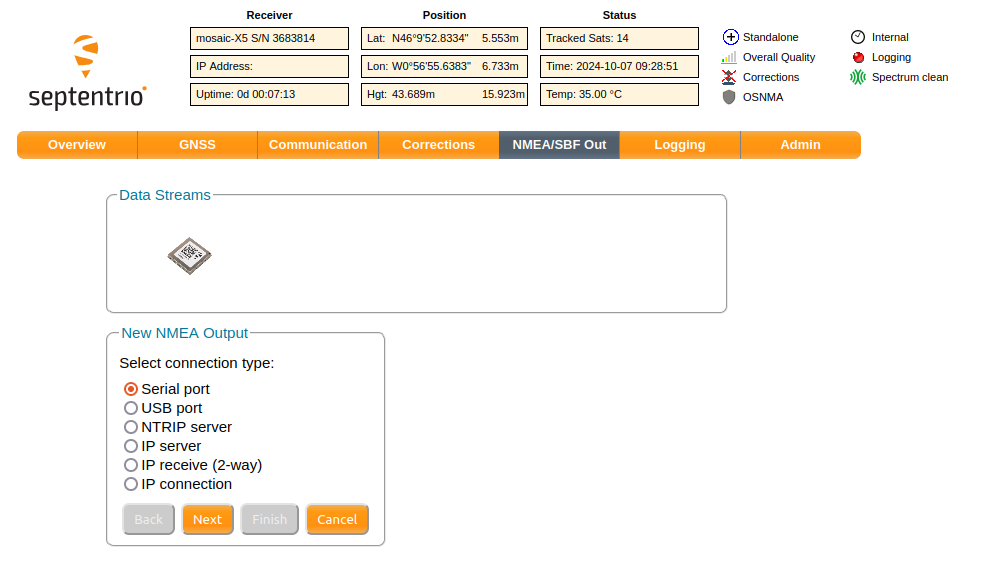 septentrio
Receiver
mosaic-X5 S/N 3683814
IP Address:
Uptime: 0d 00:07:13
Position
Lat: N46°9'52.8334" 5.553m
Lon: W0°56'55.6383" 6.733m
Hgt: 43.689m 15.923m
Status
Tracked Sats: 14
Time: 2024-10-07 09:28:51
Temp: 35.00 °C
Standalone
Overall Quality
Corrections
OSNMA
Internal
Logging
Spectrum clean
Overview GNSS Communication Corrections NMEA/SBF Out Logging Admin
Data Streams
New NMEA Output
Select connection type:
Serial port
USB port
NTRIP server
IP server
IP receive (2-way)
IP connection
Back Next Finish Cancel